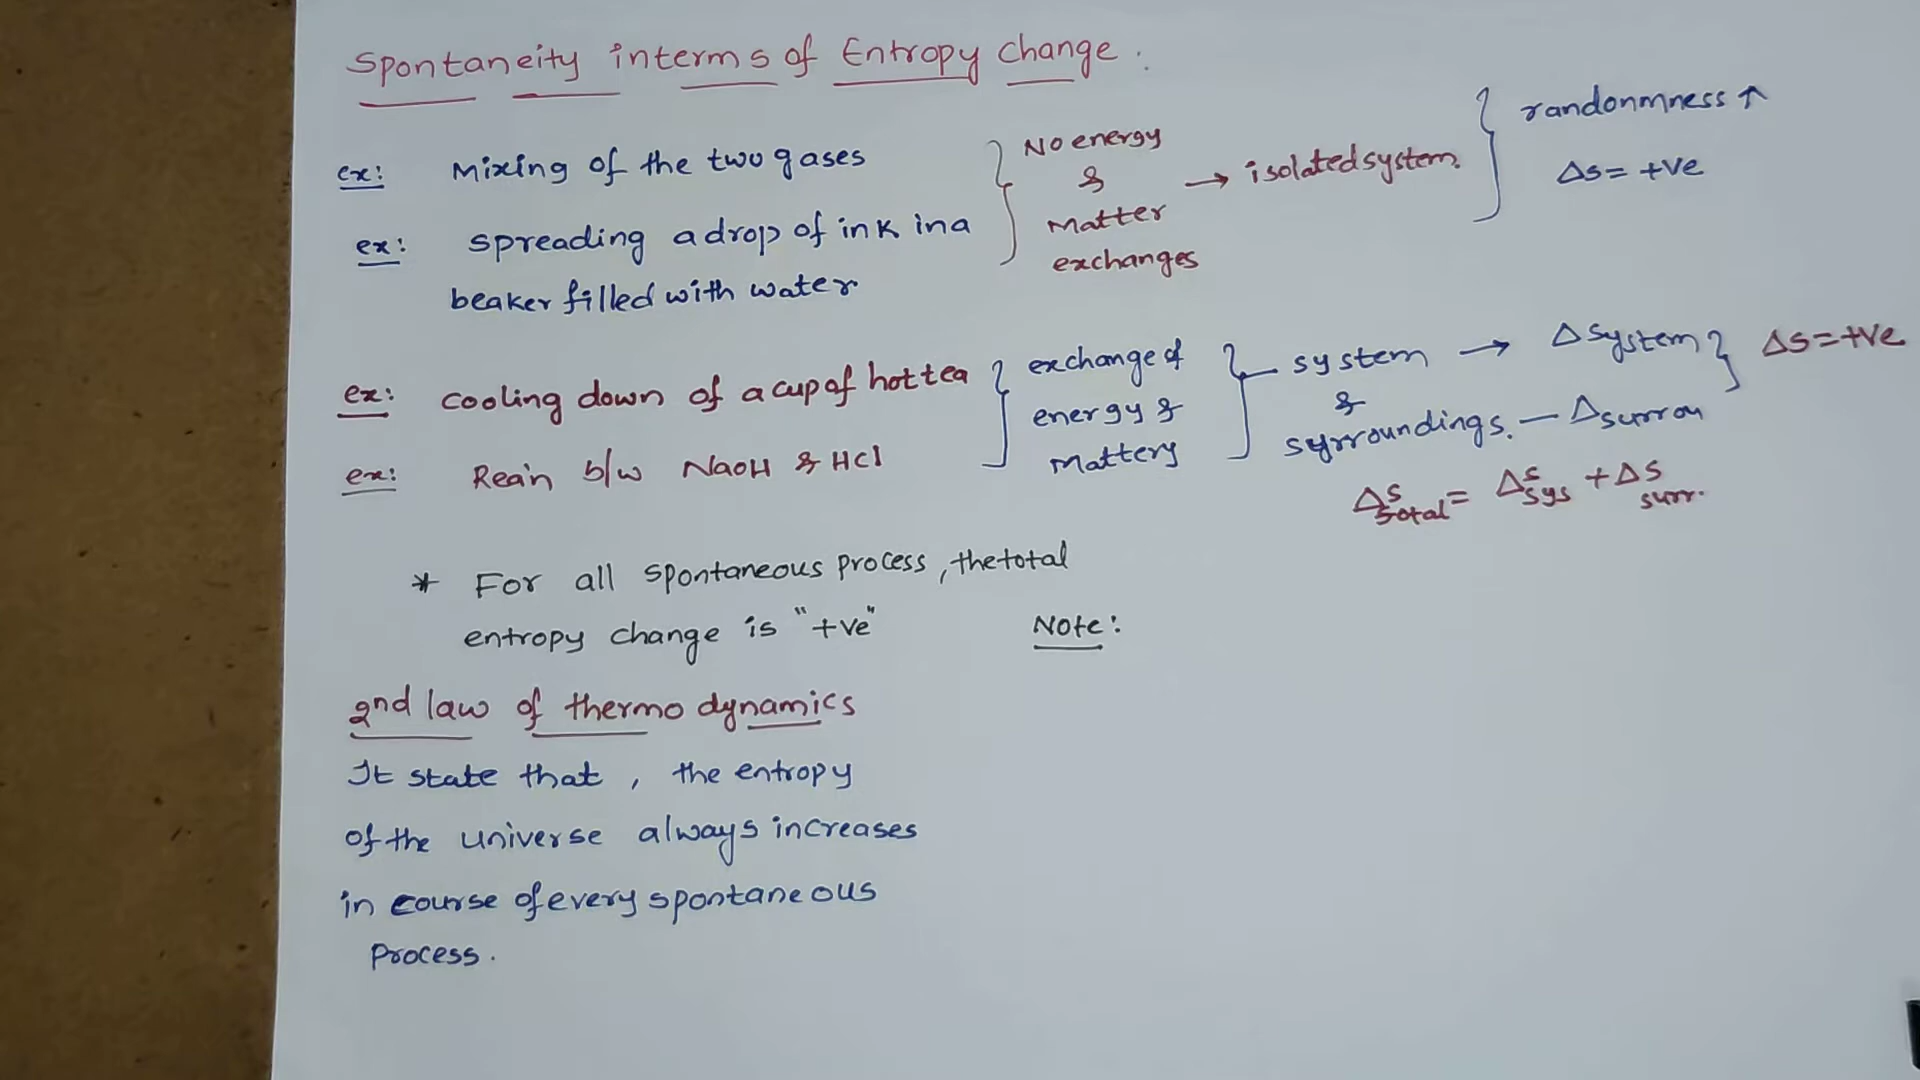 Spontaneity interms of Entropy change.
ex: Mixing of the two gases
ex: spreading a drop of ink in a
beaker filled with water
No energy
&
Matter
exchanges
→ isolated system.
randonmness ↑
Δs = +ve
ex: cooling down of a cup of hot tea
ex: Rea'n b/w NaOH & HCl
exchange of
energy &
Mattery
system → Δsystem
&
syrroundings. — Δsurrou
Δs = +ve
ΔS total = ΔS sys + ΔS surr.
* For all spontaneous process, the total
entropy change is "+ve"
Note:
2nd law of thermo dynamics
It state that, the entropy
of the universe always increases
in course of every spontaneous
process.